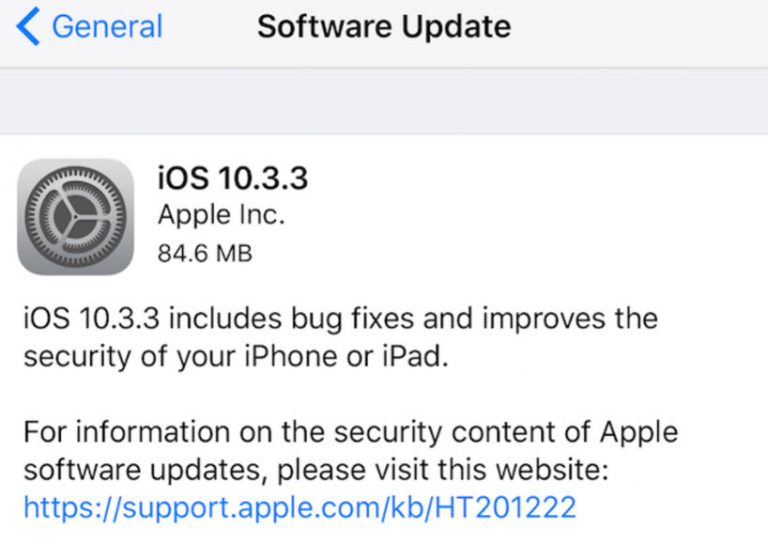 General
Software Update
iOS 10.3.3
Apple Inc.
84.6 MB
iOS 10.3.3 includes bug fixes and improves the
security of your iPhone or iPad.
For information on the security content of Apple
software updates, please visit this website:
https://support.apple.com/kb/HT201222